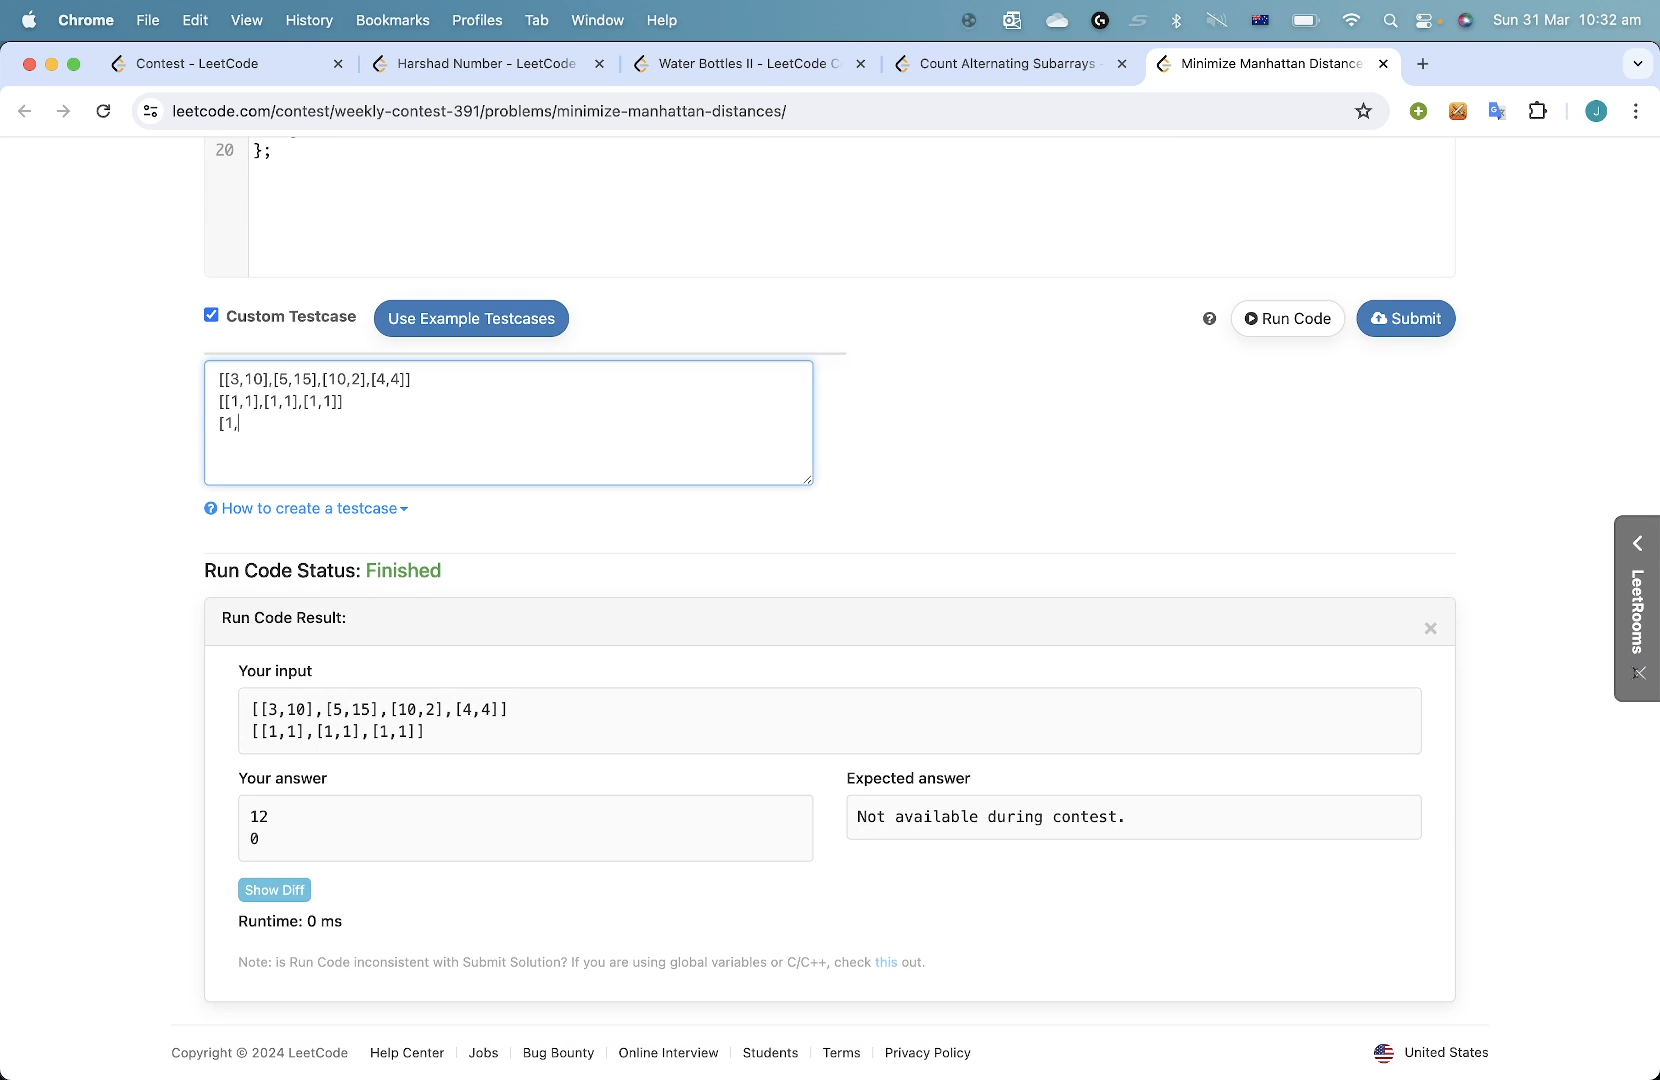 Chrome File Edit View History Bookmarks Profiles Tab Window Help Sun 31 Mar 10:32 am
Contest - LeetCode Harshad Number - LeetCode Water Bottles II - LeetCode C Count Alternating Subarrays - Minimize Manhattan Distance
leetcode.com/contest/weekly-contest-391/problems/minimize-manhattan-distances/ J
20 };
Custom Testcase Use Example Testcases Run Code Submit
[[3,10],[5,15],[10,2],[4,4]]
[[1,1],[1,1],[1,1]]
[1,
How to create a testcase
LeetRooms
Run Code Status: Finished
Run Code Result:
Your input
[[3,10],[5,15],[10,2],[4,4]]
[[1,1],[1,1],[1,1]]
Your answer Expected answer
12 Not available during contest.
0
Show Diff
Runtime: 0 ms
Note: is Run Code inconsistent with Submit Solution? If you are using global variables or C/C++, check this out.
Copyright © 2024 LeetCode Help Center Jobs Bug Bounty Online Interview Students Terms Privacy Policy United States